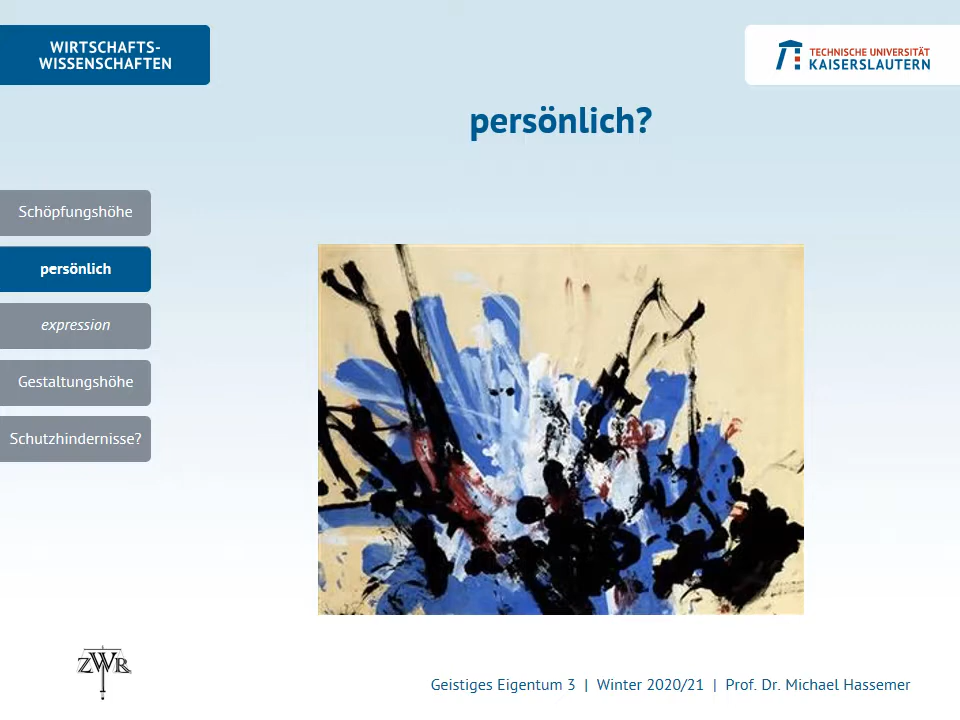 WIRTSCHAFTS-
WISSENSCHAFTEN
TECHNISCHE UNIVERSITÄT
KAISERSLAUTERN
persönlich?
Schöpfungshöhe
persönlich
expression
Gestaltungshöhe
Schutzhindernisse?
ZWR
Geistiges Eigentum 3 | Winter 2020/21 | Prof. Dr. Michael Hassemer